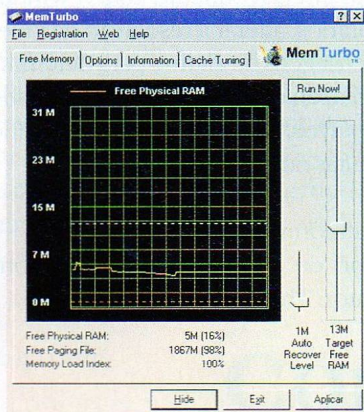 MemTurbo
File Registration Web Help
Free Memory Options Information Cache Tuning MemTurbo
TM
Free Physical RAM
Run Now!
31 M
23 M
15 M
7 M
0 M
Free Physical RAM: 5M (16%)
Free Paging File: 1867M (98%)
Memory Load Index: 100%
1M
Auto
Recover
Level
13M
Target
Free
RAM
Hide Exit Aplicar